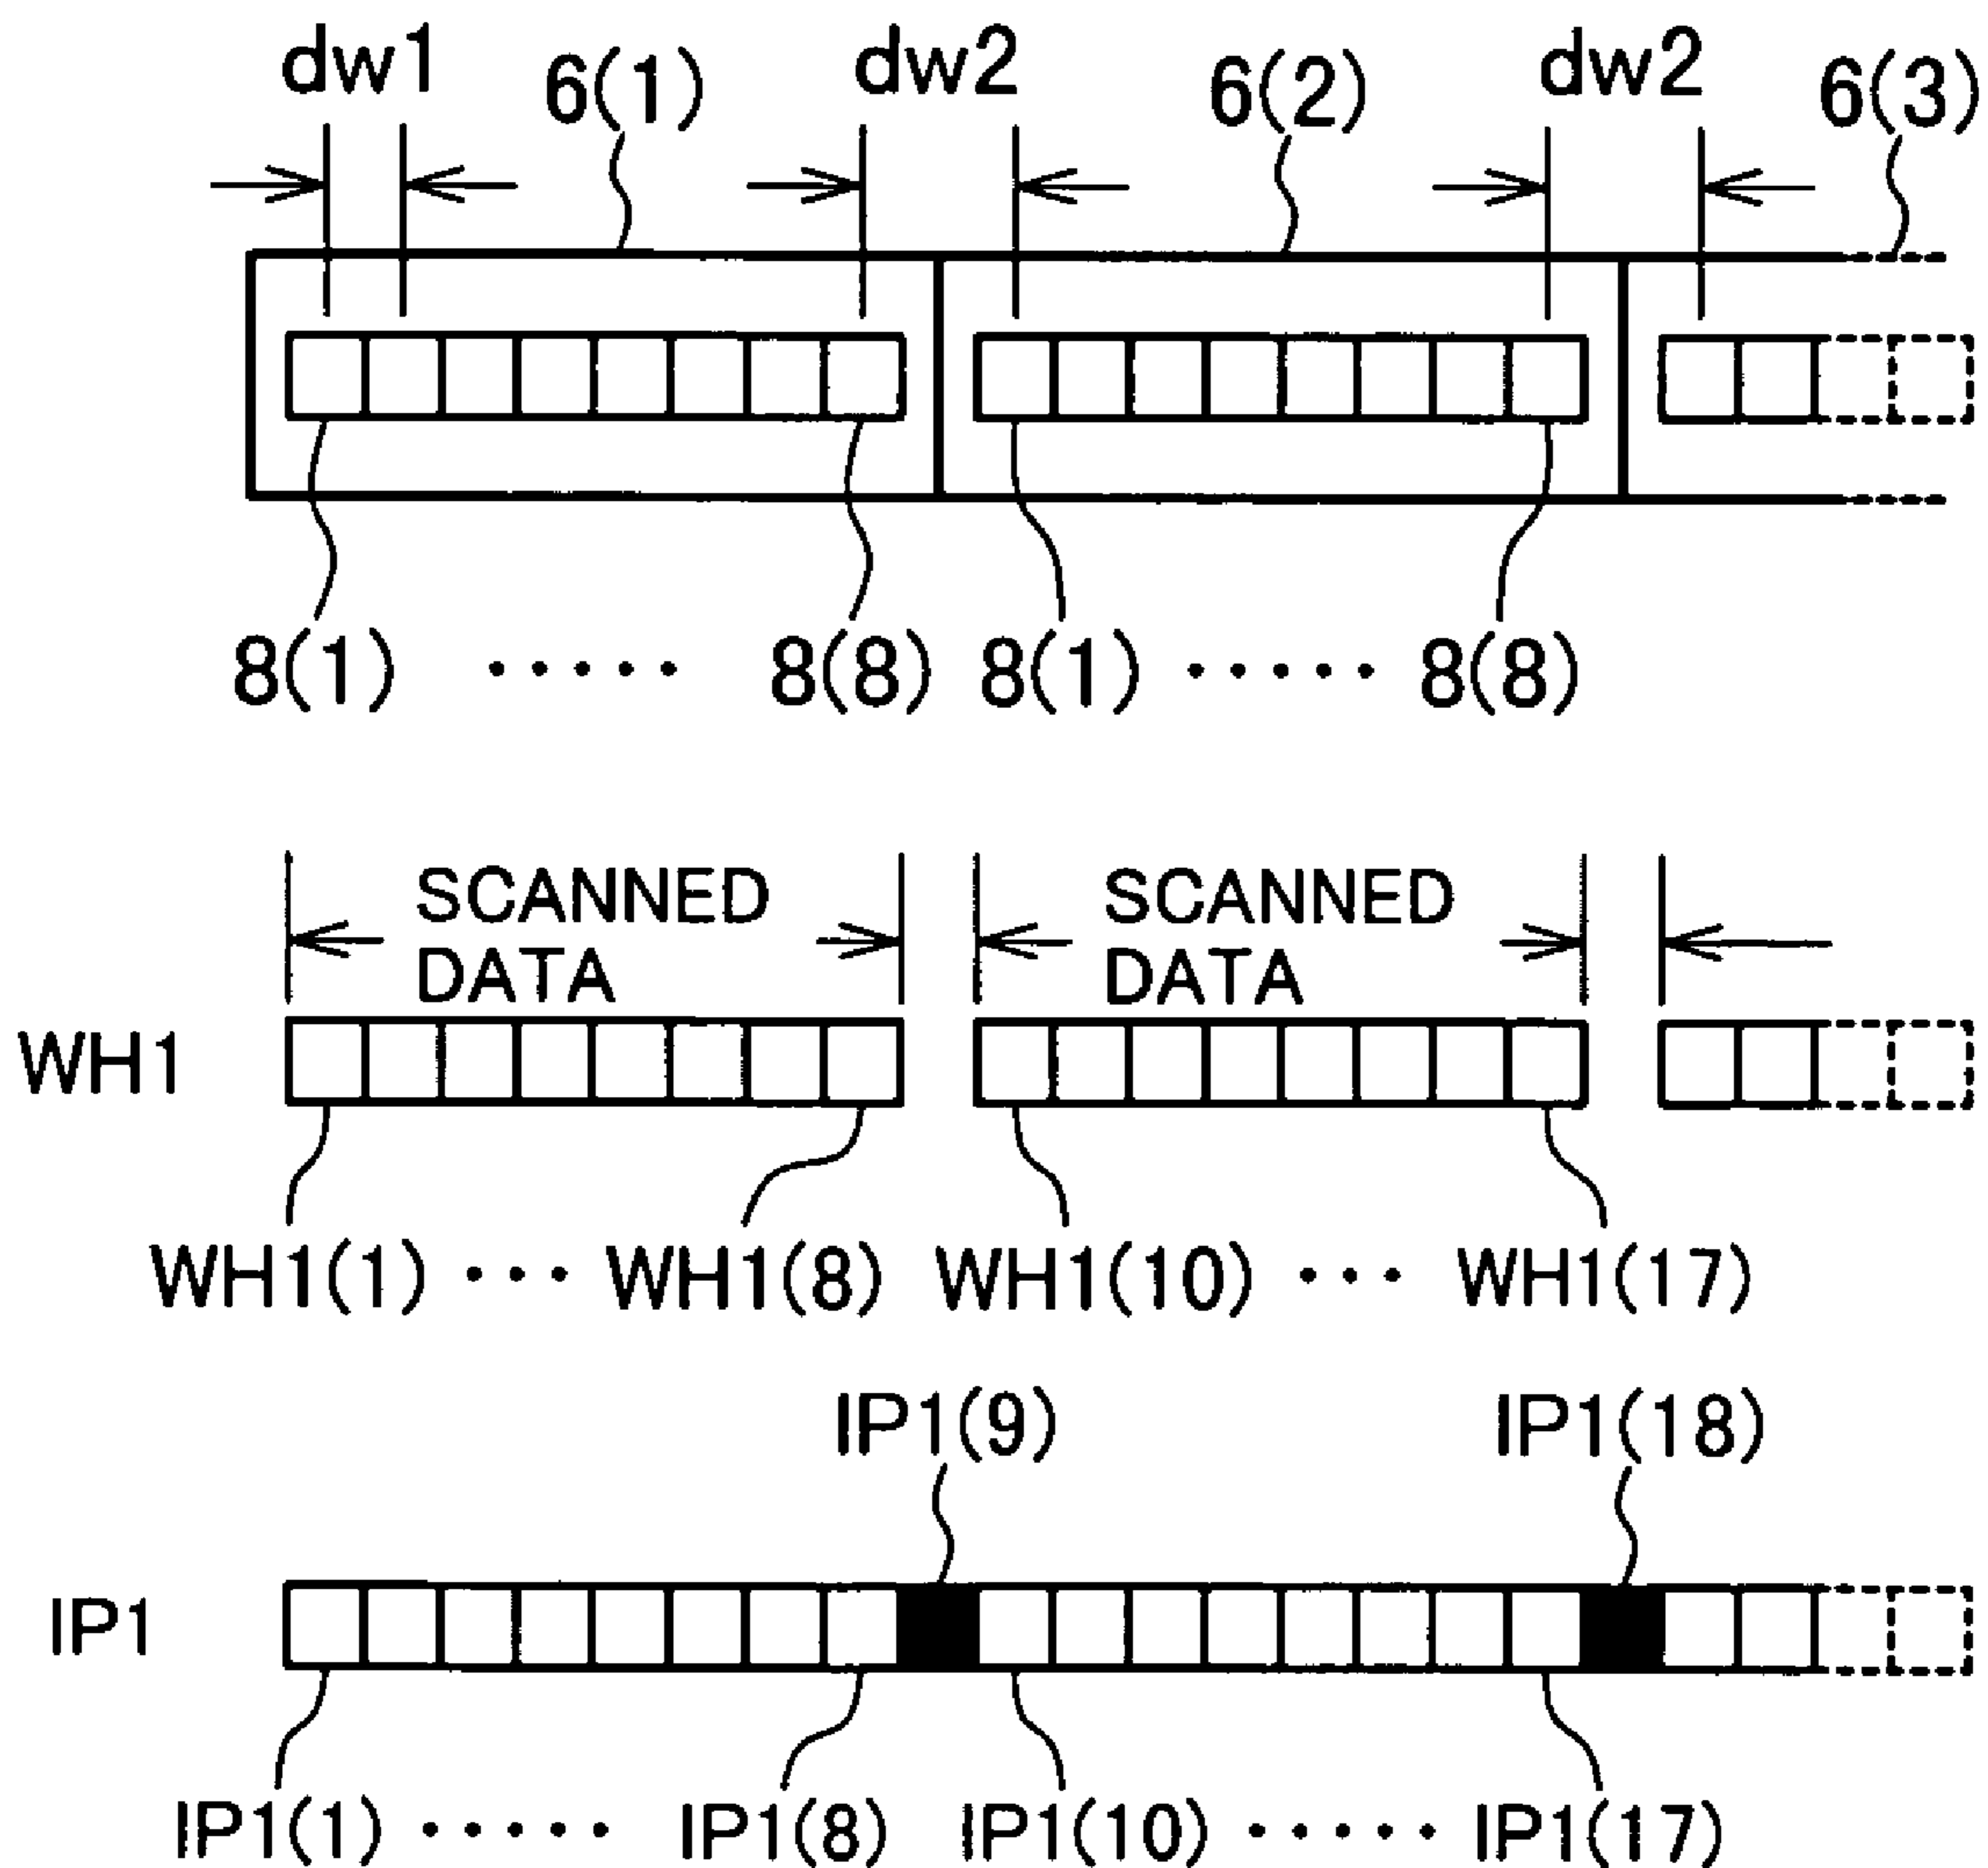 dw1 6(1) dw2 6(2) dw2 6(3)
8(1) ····· 8(8) 8(1) ····· 8(8)
SCANNED DATA SCANNED DATA
WH1
WH1(1) ··· WH1(8) WH1(10) ··· WH1(17)
IP1(9) IP1(18)
IP1
IP1(1) ····· IP1(8) IP1(10) ····· IP1(17)